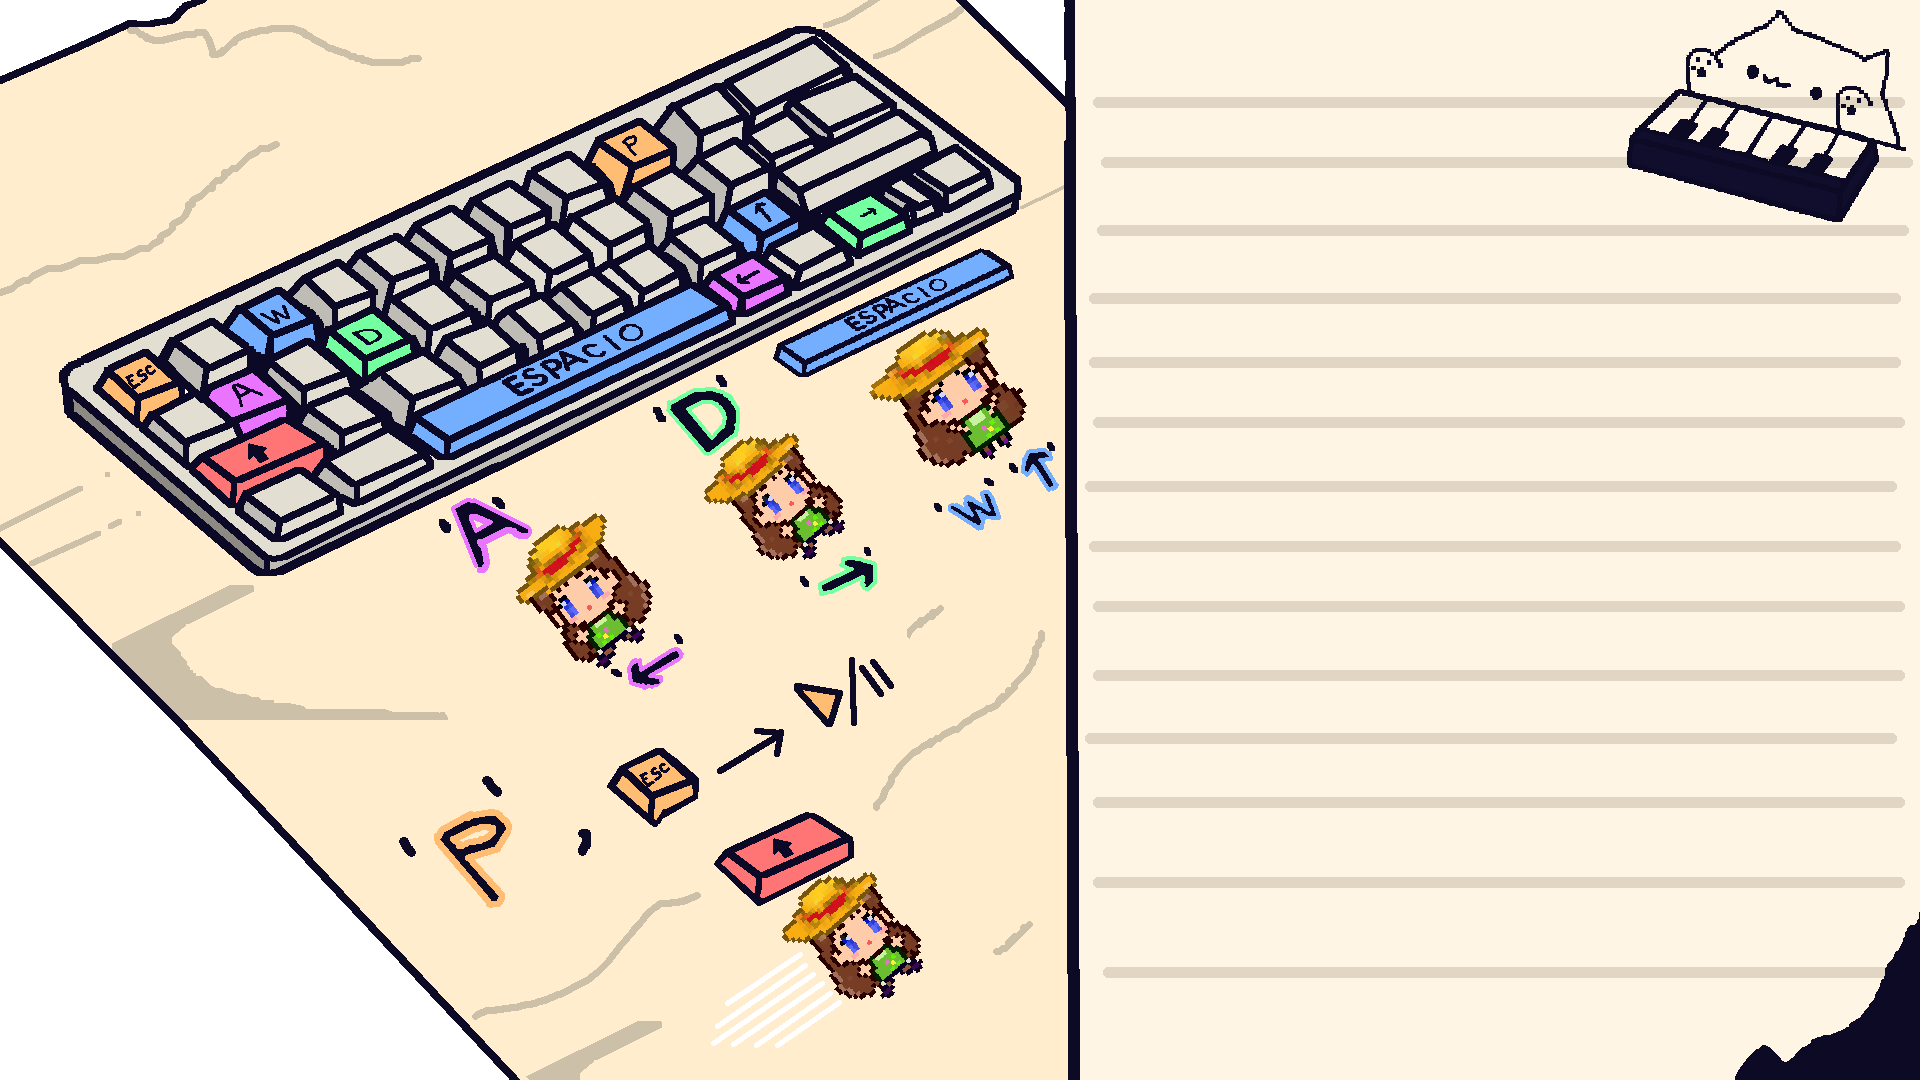 P
↑
→
W
D
←
ESC
A
ESPACIO
↑
ESPACIO
'D'
→
'A'
←
'W' ↑
'P', ESC → ▷/||
↑